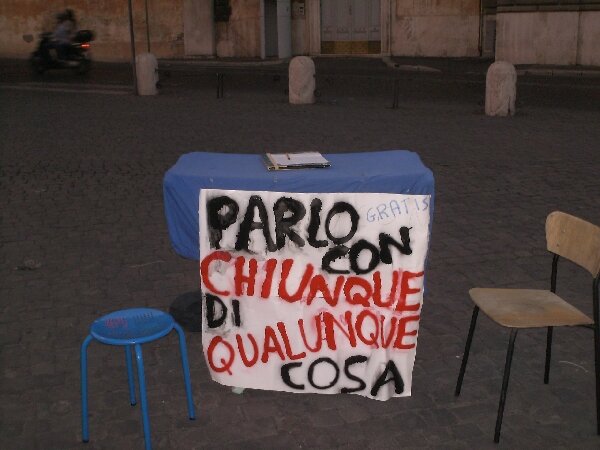 PARLO GRATIS
CON
CHIUNQUE
DI
QUALUNQUE
COSA